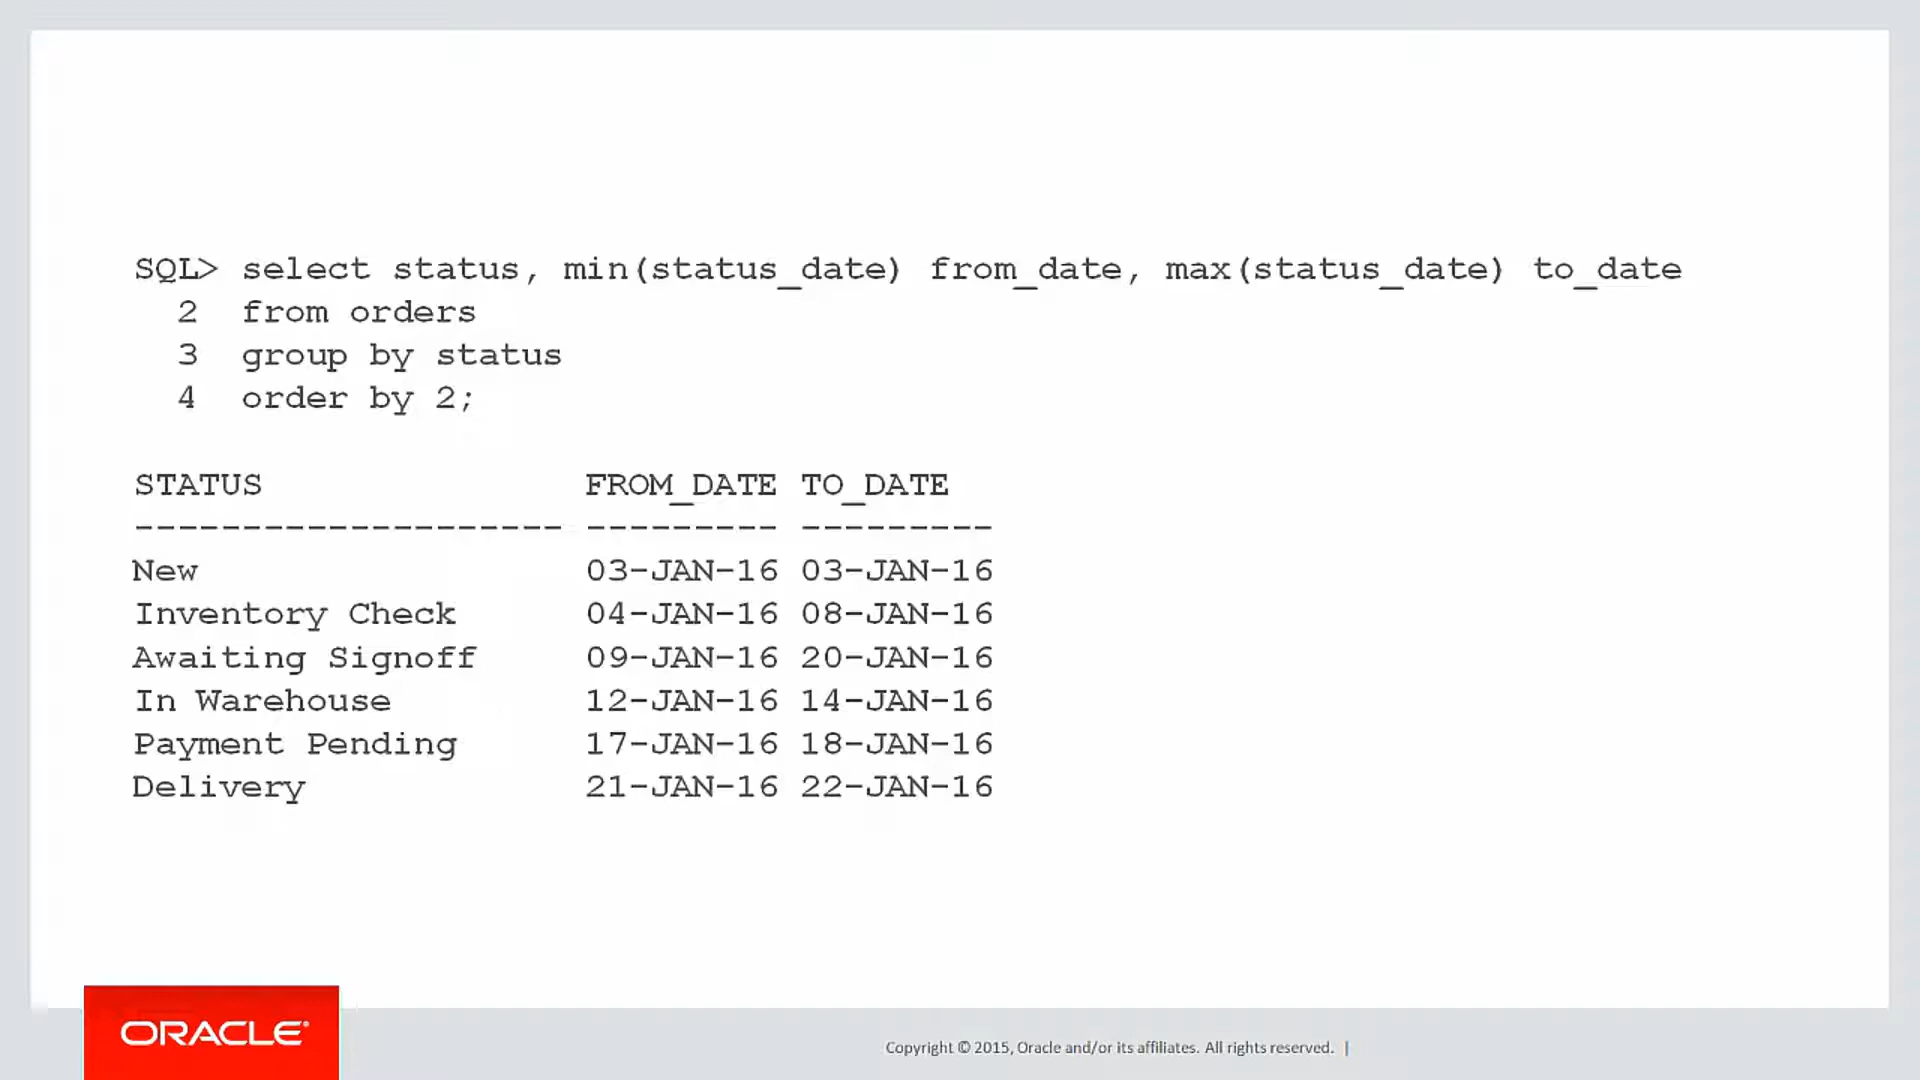 SQL> select status, min(status_date) from_date, max(status_date) to_date
  2  from orders
  3  group by status
  4  order by 2;
STATUS               FROM_DATE TO_DATE
-------------------- --------- ---------
New                  03-JAN-16 03-JAN-16
Inventory Check      04-JAN-16 08-JAN-16
Awaiting Signoff     09-JAN-16 20-JAN-16
In Warehouse         12-JAN-16 14-JAN-16
Payment Pending      17-JAN-16 18-JAN-16
Delivery             21-JAN-16 22-JAN-16
ORACLE®
Copyright © 2015, Oracle and/or its affiliates. All rights reserved. |